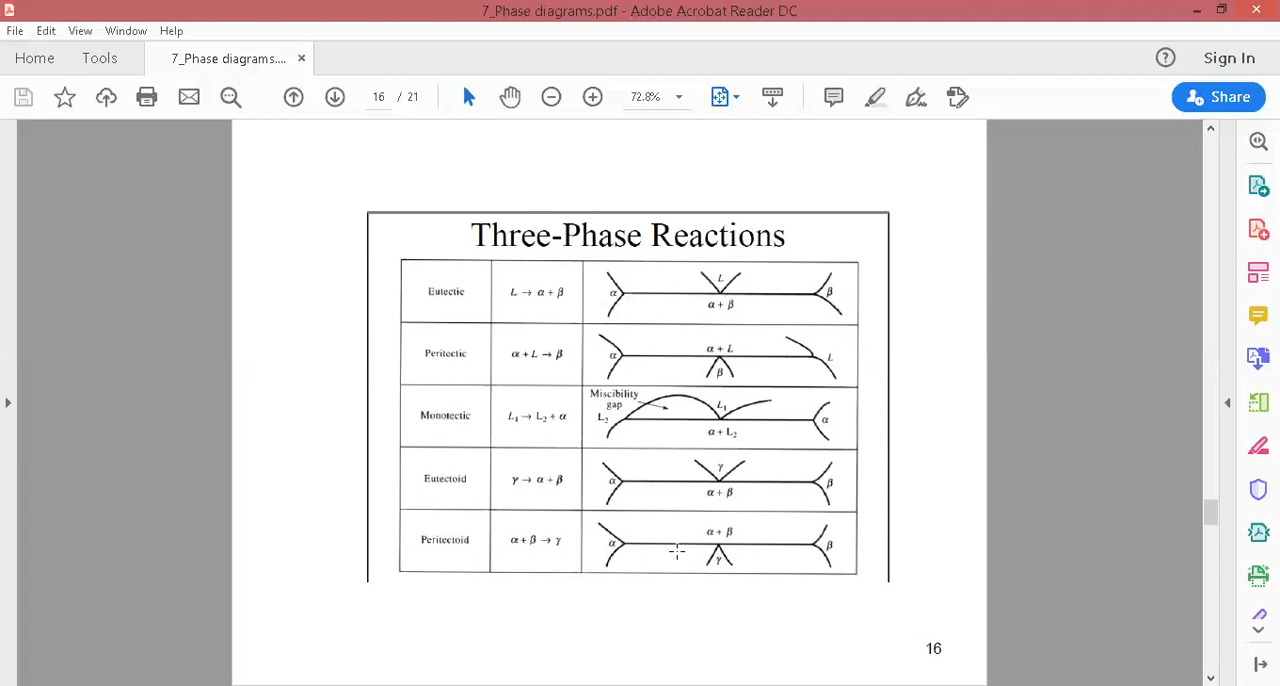 7_Phase diagrams.pdf - Adobe Acrobat Reader DC
File Edit View Window Help
Home Tools 7_Phase diagrams.... × Sign In
16 / 21 72.8% Share
Three-Phase Reactions
Eutectic L → α + β α L β α + β
Peritectic α + L → β α α + L L β
Monotectic L₁ → L₂ + α Miscibility gap L₂ L₁ α α + L₂
Eutectoid γ → α + β α γ β α + β
Peritectoid α + β → γ α α + β β γ
16